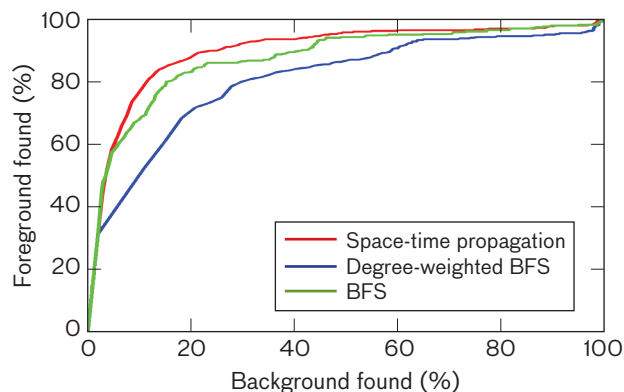 100
80
60
40
20
0
Foreground found (%)
Space-time propagation
Degree-weighted BFS
BFS
0 20 40 60 80 100
Background found (%)